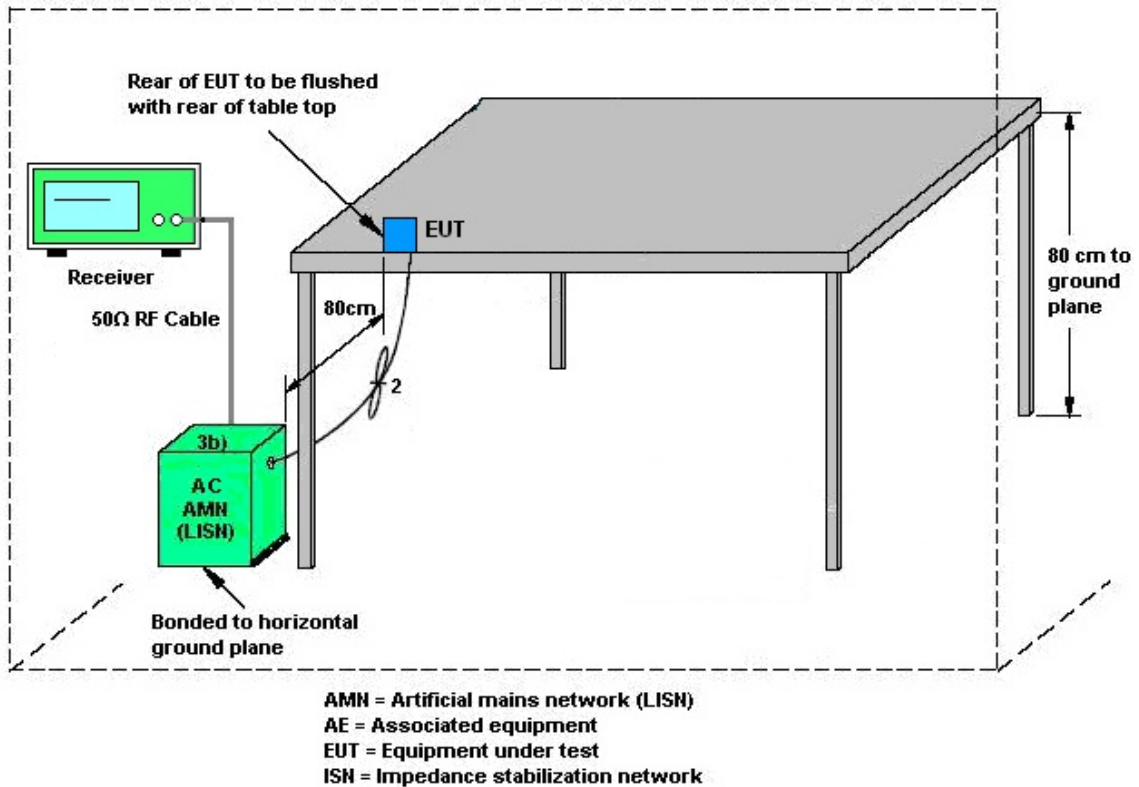 Rear of EUT to be flushed
with rear of table top
EUT
Receiver
50Ω RF Cable
80cm
80 cm to
ground
plane
2
3b)
AC
AMN
(LISN)
Bonded to horizontal
ground plane
AMN = Artificial mains network (LISN)
AE = Associated equipment
EUT = Equipment under test
ISN = Impedance stabilization network